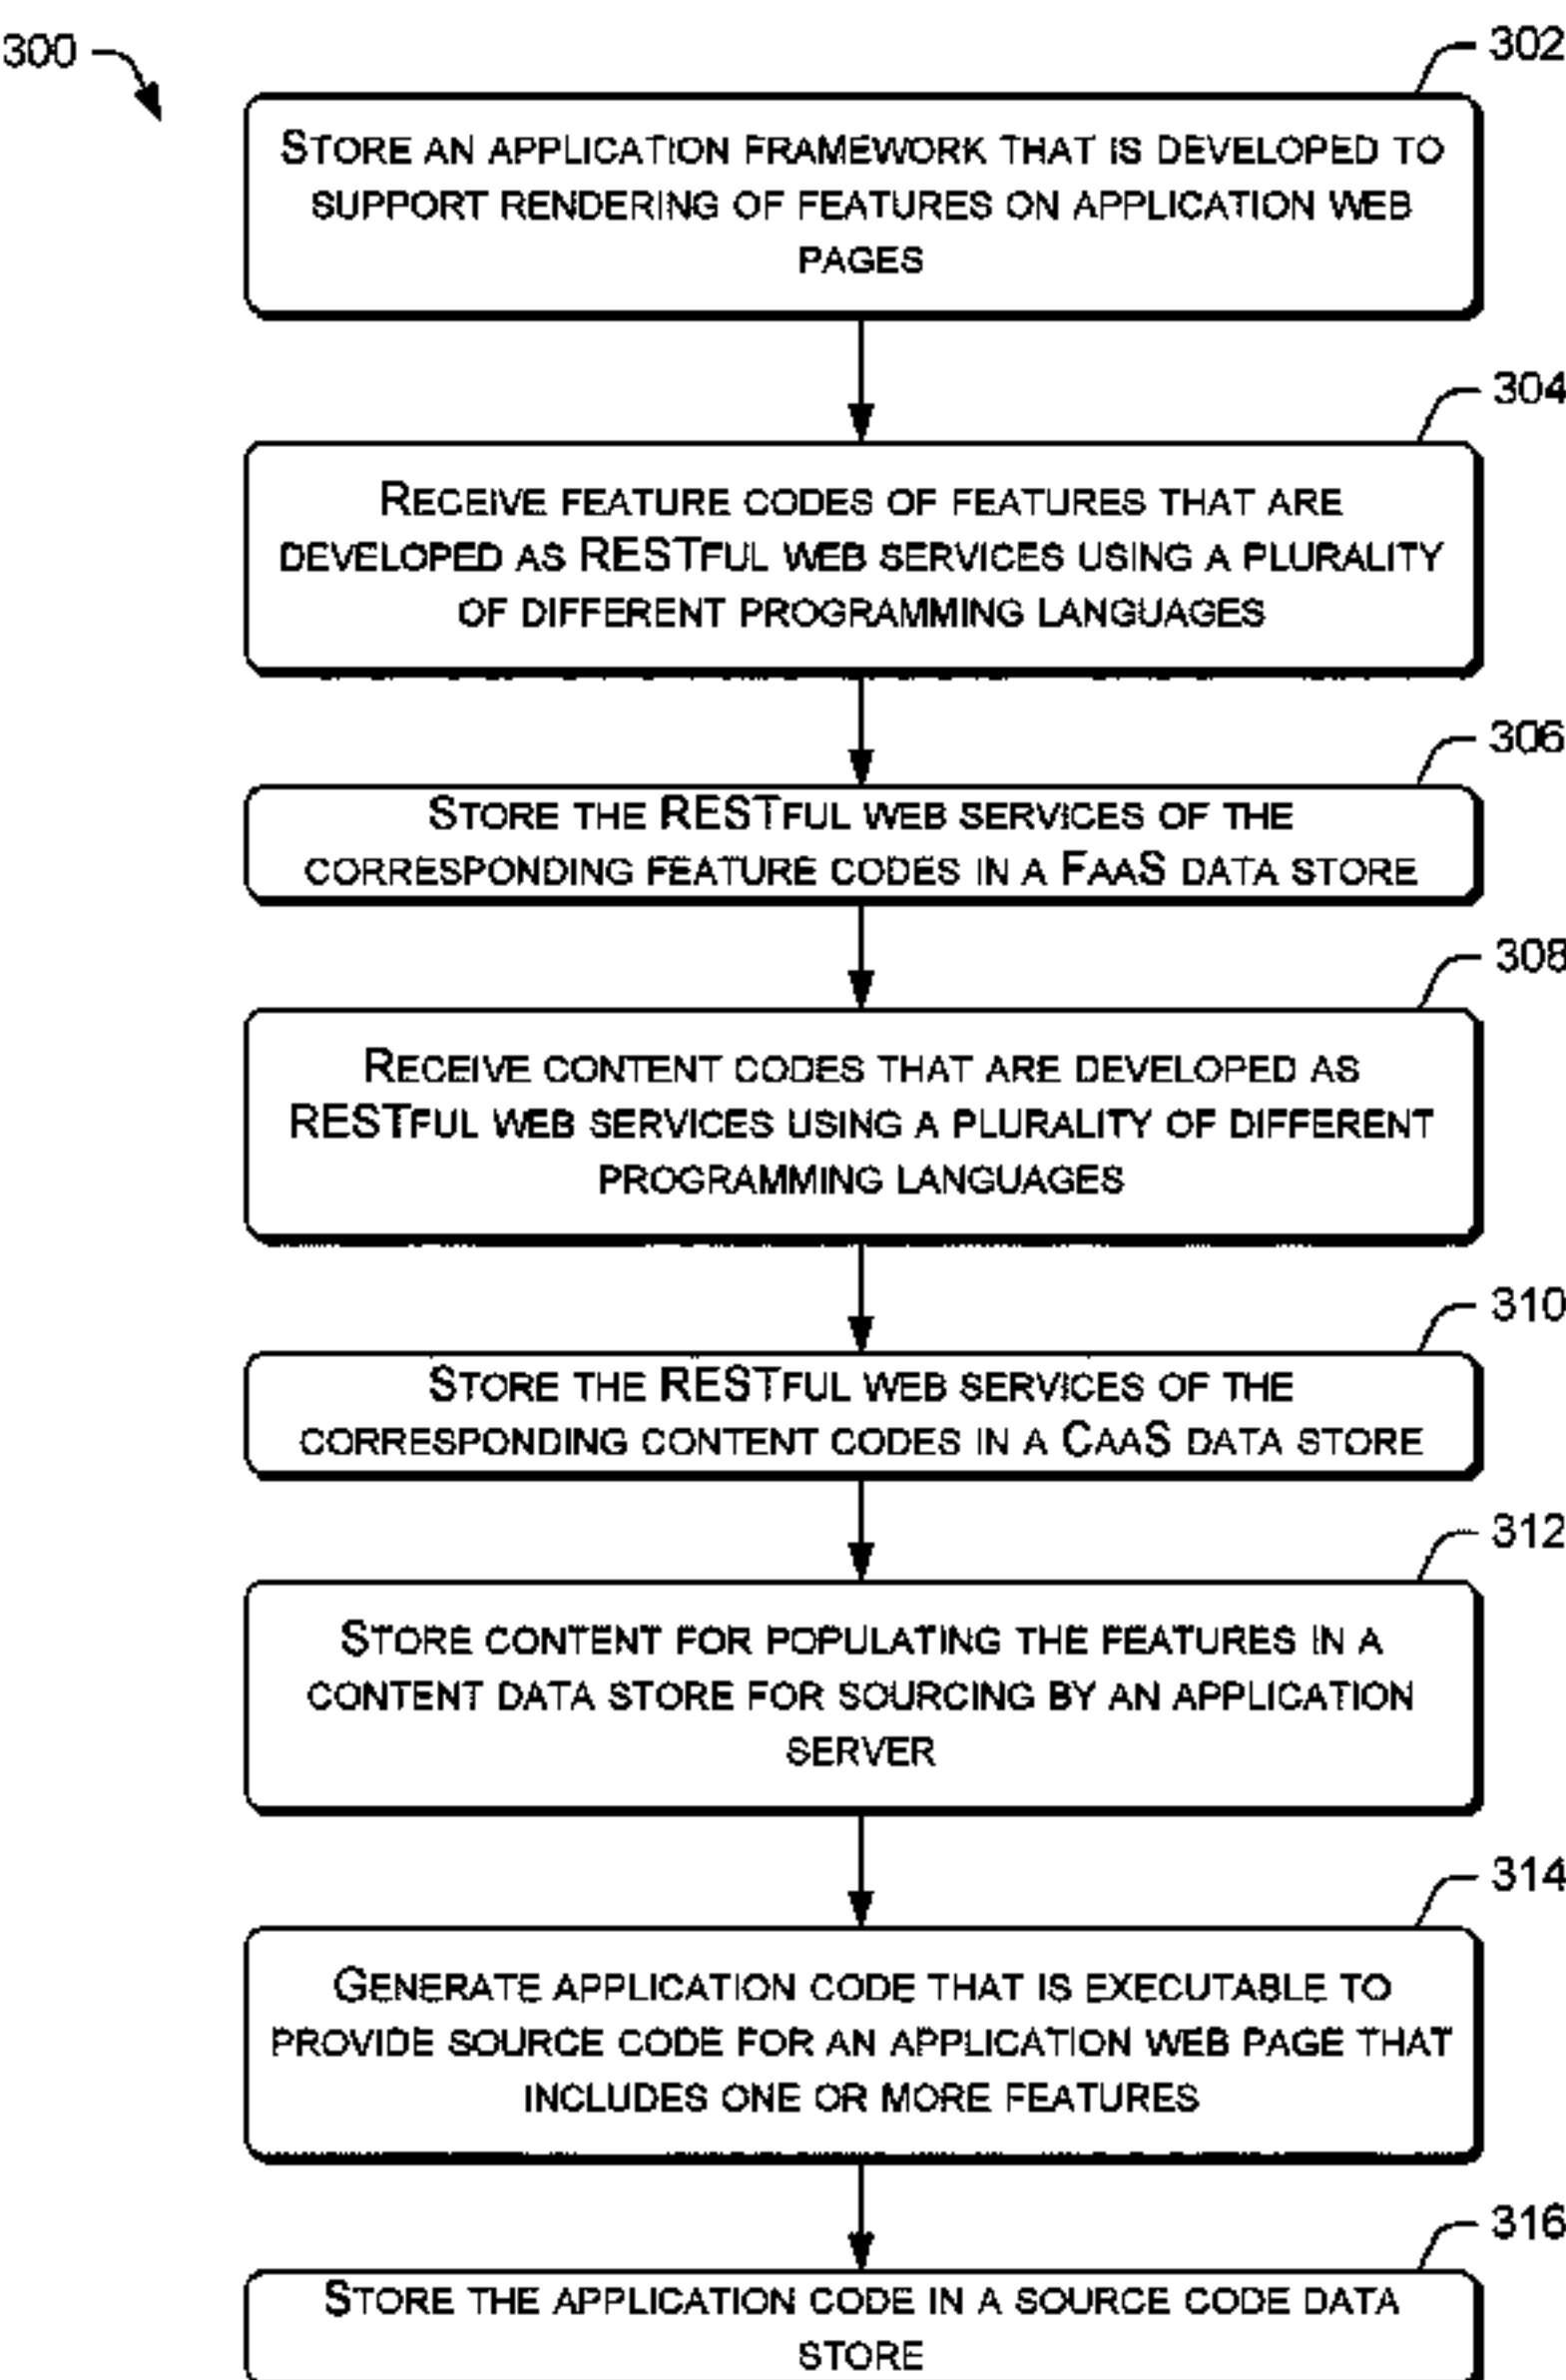 300
302
STORE AN APPLICATION FRAMEWORK THAT IS DEVELOPED TO
SUPPORT RENDERING OF FEATURES ON APPLICATION WEB
PAGES
304
RECEIVE FEATURE CODES OF FEATURES THAT ARE
DEVELOPED AS RESTFUL WEB SERVICES USING A PLURALITY
OF DIFFERENT PROGRAMMING LANGUAGES
306
STORE THE RESTFUL WEB SERVICES OF THE
CORRESPONDING FEATURE CODES IN A FAAS DATA STORE
308
RECEIVE CONTENT CODES THAT ARE DEVELOPED AS
RESTFUL WEB SERVICES USING A PLURALITY OF DIFFERENT
PROGRAMMING LANGUAGES
310
STORE THE RESTFUL WEB SERVICES OF THE
CORRESPONDING CONTENT CODES IN A CAAS DATA STORE
312
STORE CONTENT FOR POPULATING THE FEATURES IN A
CONTENT DATA STORE FOR SOURCING BY AN APPLICATION
SERVER
314
GENERATE APPLICATION CODE THAT IS EXECUTABLE TO
PROVIDE SOURCE CODE FOR AN APPLICATION WEB PAGE THAT
INCLUDES ONE OR MORE FEATURES
316
STORE THE APPLICATION CODE IN A SOURCE CODE DATA
STORE